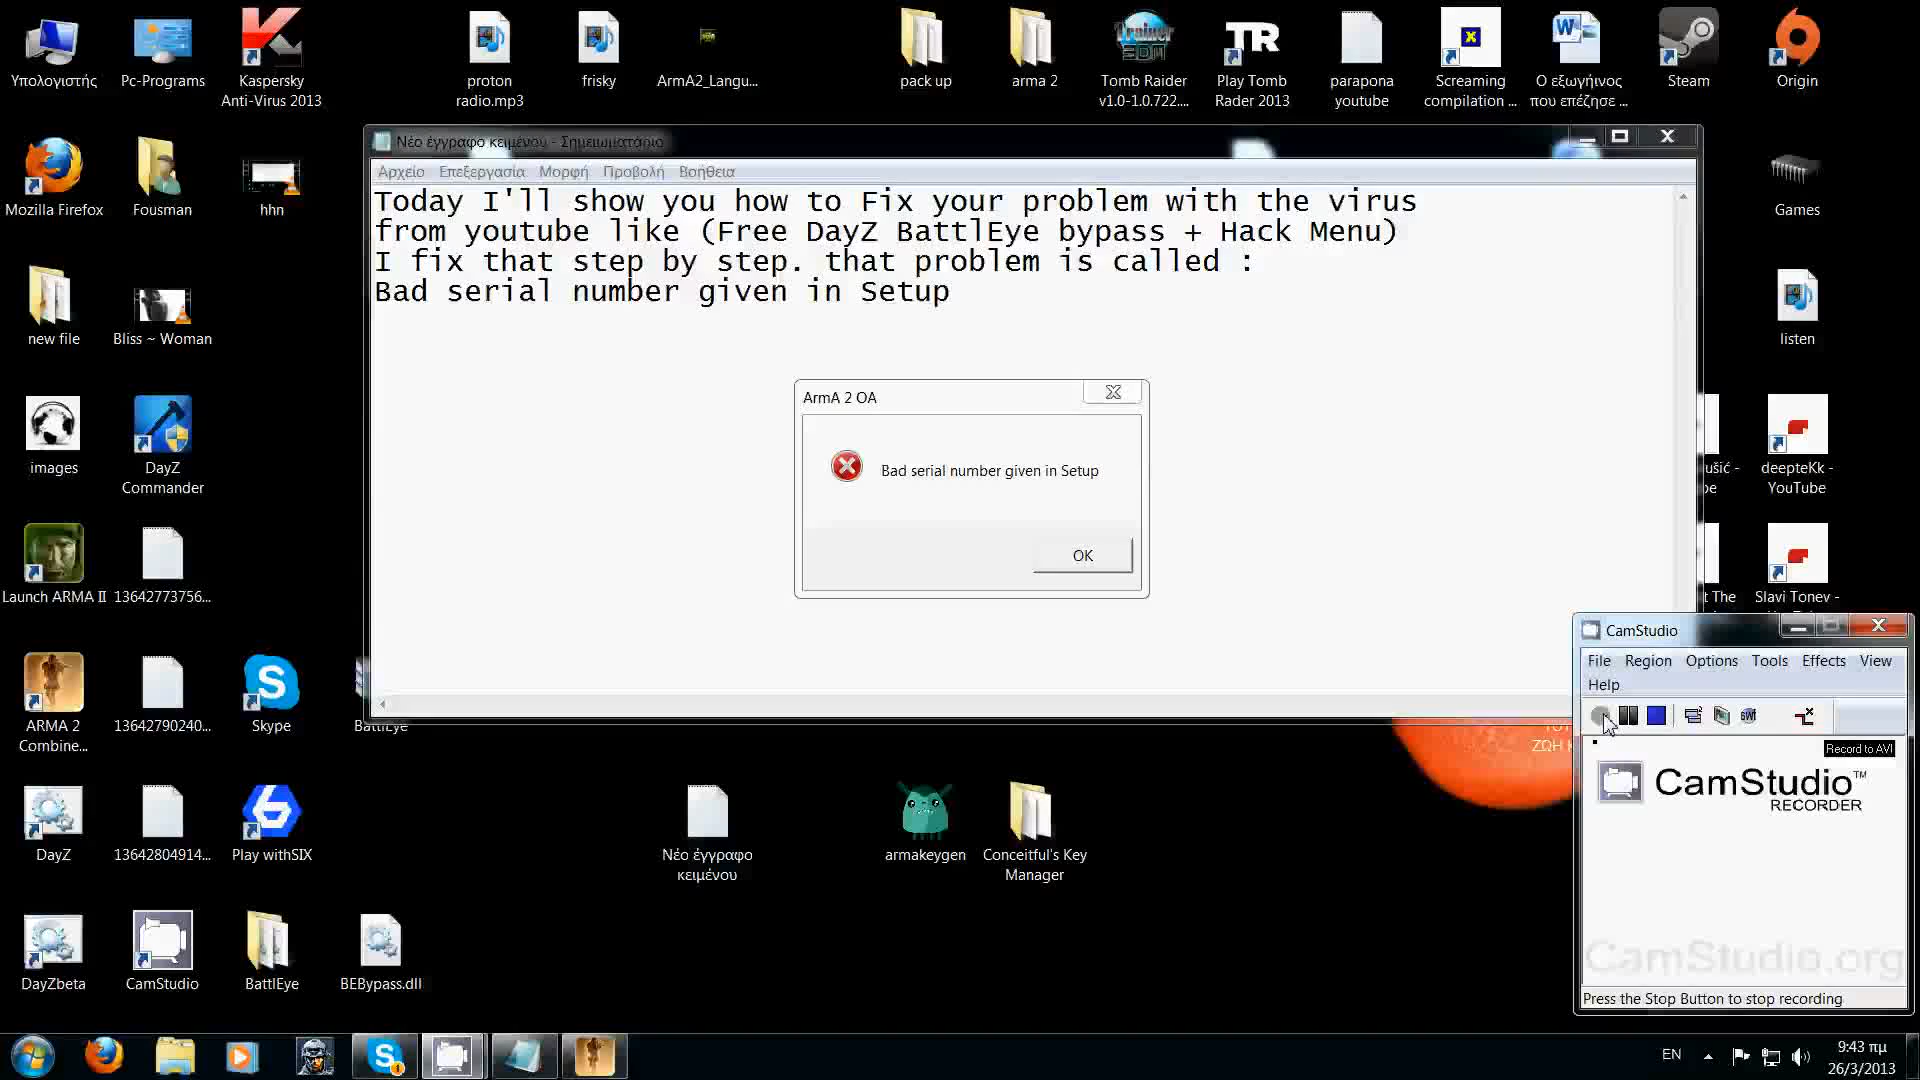 Υπολογιστής
Pc-Programs
Kaspersky
Anti-Virus 2013
proton
radio.mp3
frisky
ArmA2_Langu...
pack up
arma 2
Tomb Raider
v1.0-1.0.722....
Play Tomb
Rader 2013
parapona
youtube
Screaming
compilation ...
Ο εξωγήινος
που επέζησε ...
Steam
Origin
Mozilla Firefox
Fousman
hhn
Games
new file
Bliss ~ Woman
listen
images
DayZ
Commander
ušić -
be
deepteKk -
YouTube
Launch ARMA II
13642773756...
t The
Slavi Tonev -
ARMA 2
Combine...
13642790240...
Skype
BattlEye
DayZ
13642804914...
Play withSIX
Νέο έγγραφο
κειμένου
armakeygen
Conceitful's Key
Manager
DayZbeta
CamStudio
BattlEye
BEBypass.dll
Νέο έγγραφο κειμένου - Σημειωματάριο
Αρχείο Επεξεργασία Μορφή Προβολή Βοήθεια
Today I'll show you how to Fix your problem with the virus
from youtube like (Free DayZ BattlEye bypass + Hack Menu)
I fix that step by step. that problem is called :
Bad serial number given in Setup
ArmA 2 OA
Bad serial number given in Setup
OK
CamStudio
File Region Options Tools Effects View
Help
Record to AVI
CamStudio™
RECORDER
CamStudio.org
Press the Stop Button to stop recording
EN
9:43 πμ
26/3/2013